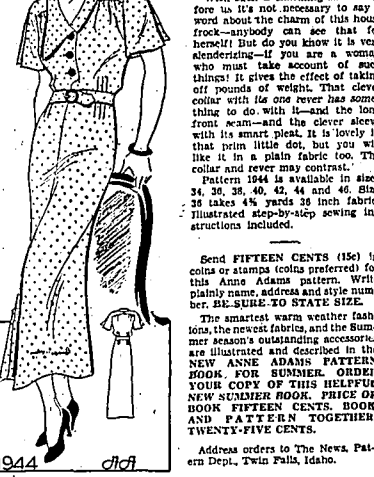 fore us it's not necessary to say
word about the charm of this hous
frock—anybody can see that fo
herself! But do you know it is ver
slenderizing—if you are a woma
who must take account of suc
things! It gives the effect of takin
off pounds of weight. That cleve
collar with its one rever has some
thing to do with it—and the lon
front seam—and the clever sleev
with its smart pleat. It is lovely i
that prim little dot, but you wi
like it in a plain fabric too. Th
collar and rever may contrast.
Pattern 1944 is available in size
34, 36, 38, 40, 42, 44 and 46. Siz
36 takes 4⅜ yards 36 inch fabric
Illustrated step-by-step sewing in
structions included.
Send FIFTEEN CENTS (15c) i
coins or stamps (coins preferred) fo
this Anne Adams pattern. Writ
plainly name, address and style num
ber. BE SURE TO STATE SIZE.
The smartest warm weather fash
ions, the newest fabrics, and the Sum-
mer season's outstanding accessorie
are illustrated and described in the
NEW ANNE ADAMS PATTERN
BOOK FOR SUMMER. ORDER
YOUR COPY OF THIS HELPFUL
NEW SUMMER BOOK. PRICE OF
BOOK FIFTEEN CENTS. BOOK
AND PATTERN TOGETHER
TWENTY-FIVE CENTS.
Address orders to The News, Pat-
ern Dept., Twin Falls, Idaho.
1944
AA